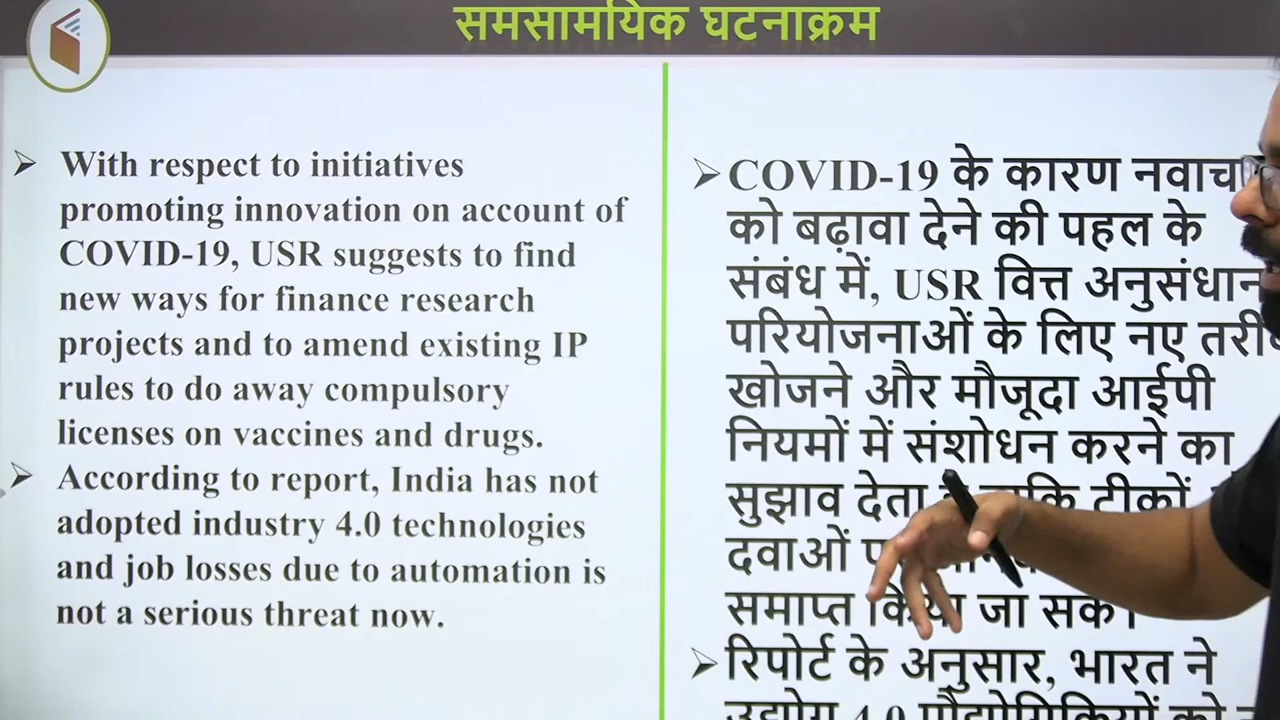 समसामयिक घटनाक्रम
➢ With respect to initiatives
promoting innovation on account of
COVID-19, USR suggests to find
new ways for finance research
projects and to amend existing IP
rules to do away compulsory
licenses on vaccines and drugs.
➢ According to report, India has not
adopted industry 4.0 technologies
and job losses due to automation is
not a serious threat now.
➢ COVID-19 के कारण
को बढ़ावा देने की पहल के
संबंध में, USR वित्त अनुसंधान
परियोजनाओं के लिए नए
खोजने और मौजूदा आईपी
नियमों में संशोधन करने का
सुझाव देता टीकों
दवाओं
समाप्त किया जा सके।
➢ रिपोर्ट के अनुसार, भारत ने
उद्योग 4.0 प्रौद्योगिकियों को